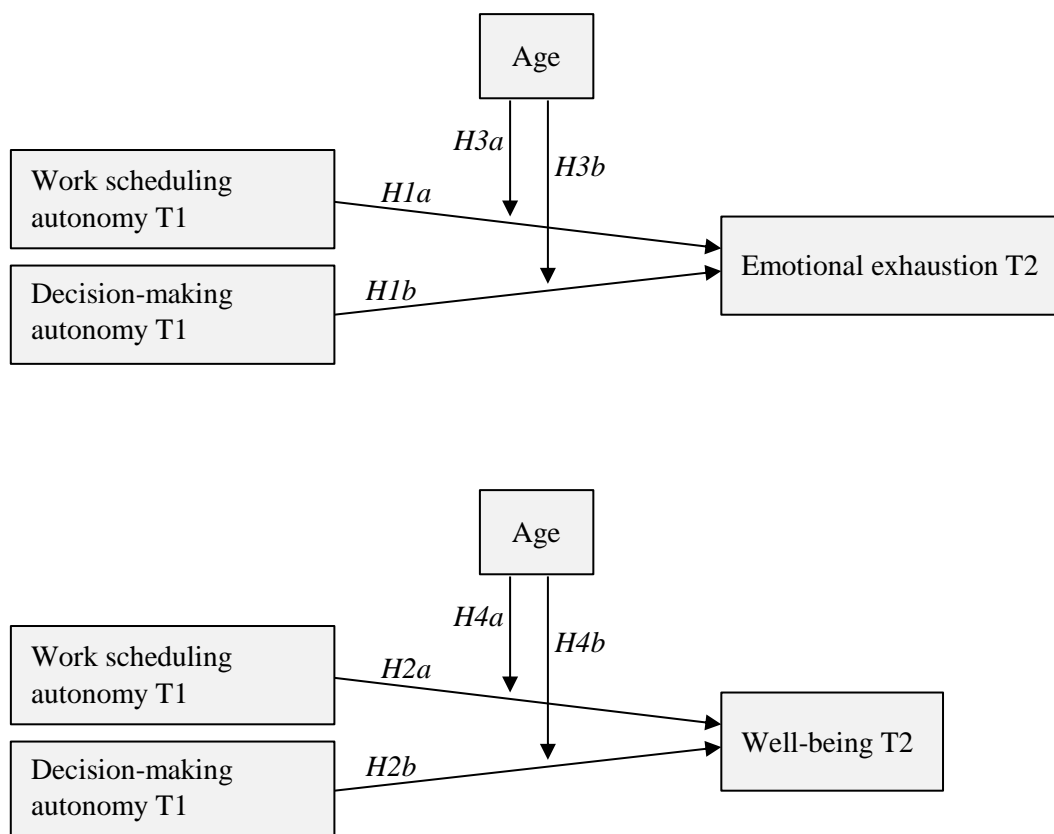 Age
H3a
H3b
Work scheduling
autonomy T1
H1a
Emotional exhaustion T2
Decision-making
autonomy T1
H1b
Age
H4a
H4b
Work scheduling
autonomy T1
H2a
Well-being T2
Decision-making
autonomy T1
H2b